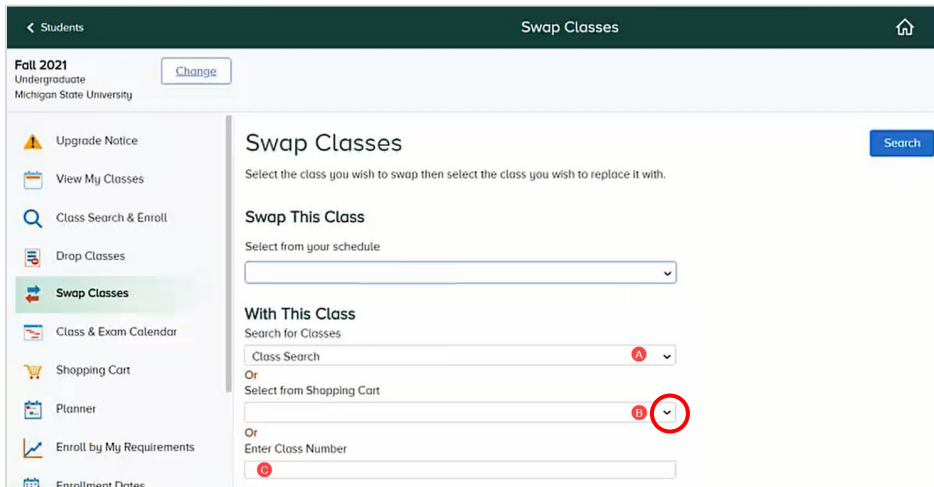 Students
Swap Classes
Fall 2021
Undergraduate
Michigan State University
Change
Upgrade Notice
View My Classes
Class Search & Enroll
Drop Classes
Swap Classes
Class & Exam Calendar
Shopping Cart
Planner
Enroll by My Requirements
Enrollment Dates
Swap Classes
Search
Select the class you wish to swap then select the class you wish to replace it with.
Swap This Class
Select from your schedule
With This Class
Search for Classes
Class Search A
Or
Select from Shopping Cart
B
Or
Enter Class Number
C